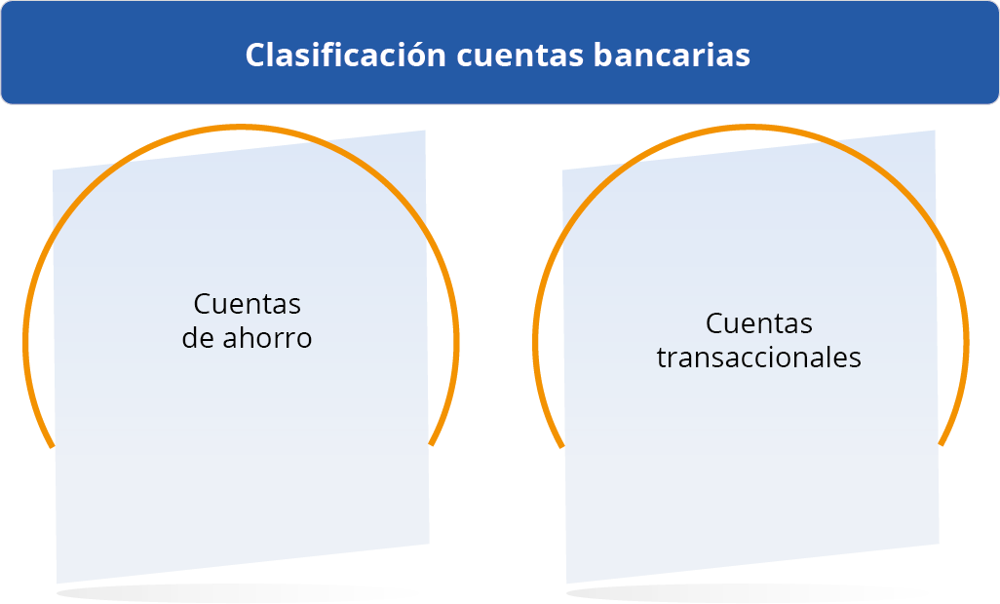 Clasificación cuentas bancarias
Cuentas
de ahorro
Cuentas
transaccionales